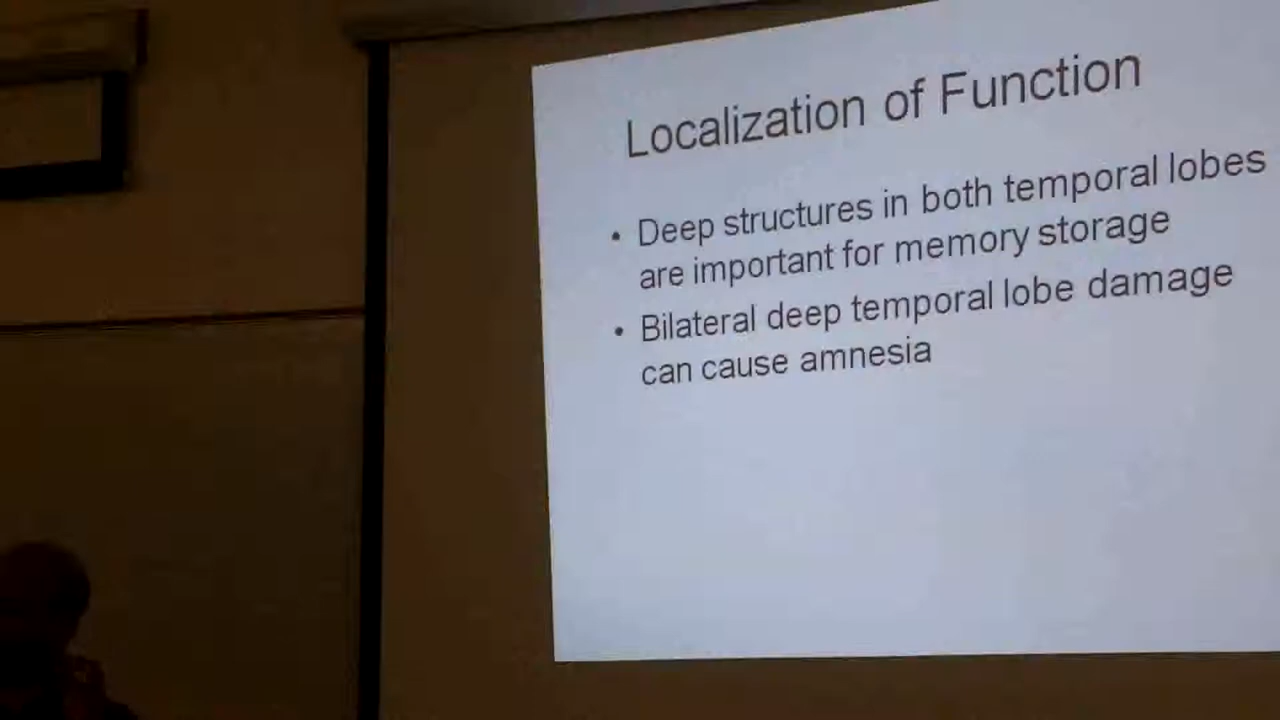 Localization of Function
• Deep structures in both temporal lobes
are important for memory storage
• Bilateral deep temporal lobe damage
can cause amnesia